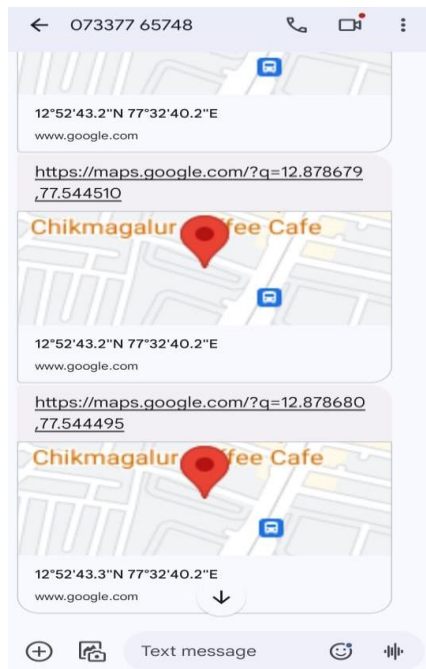 073377 65748
12°52'43.2"N 77°32'40.2"E
www.google.com
https://maps.google.com/?q=12.878679
,77.544510
Chikmagalur fee Cafe
12°52'43.2"N 77°32'40.2"E
www.google.com
https://maps.google.com/?q=12.878680
,77.544495
Chikmagalur fee Cafe
12°52'43.3"N 77°32'40.2"E
www.google.com
Text message